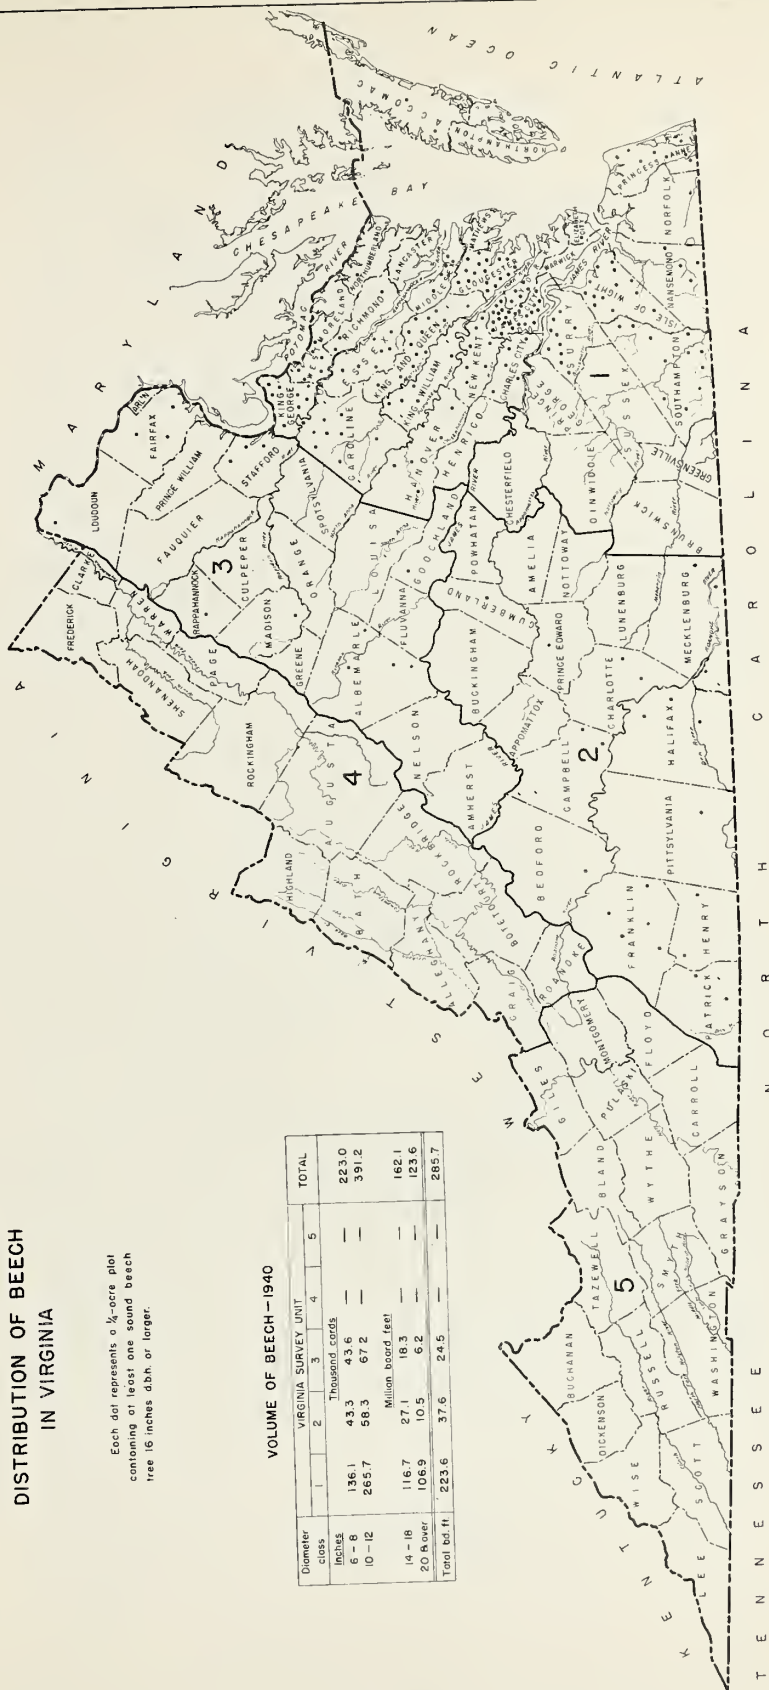 DISTRIBUTION OF BEECH
IN VIRGINIA
Each dot represents a ¼-acre plot
containing at least one sound beech
tree 16 inches d.b.h. or larger.
VOLUME OF BEECH—1940
Diameter class | VIRGINIA SURVEY UNIT | TOTAL
1 2 3 4 5
Inches | Thousand cords
6 - 8 136.1 43.3 43.6 — — 223.0
10 - 12 265.7 58.3 67.2 — — 391.2
Million board feet
14 - 18 116.7 27.1 18.3 — — 162.1
20 & over 106.9 10.5 6.2 — — 123.6
Total bd. ft. 223.6 37.6 24.5 — — 285.7
KENTUCKY
WEST VIRGINIA
MARYLAND
CHESAPEAKE BAY
ATLANTIC OCEAN
TENNESSEE
NORTH CAROLINA
POTOMAC RIVER
1
2
3
4
5
LEE
SCOTT
WISE
DICKENSON
BUCHANAN
RUSSELL
WASHINGTON
TAZEWELL
SMYTH
GRAYSON
BLAND
WYTHE
CARROLL
GILES
PULASKI
MONTGOMERY
FLOYD
PATRICK
HENRY
FRANKLIN
CRAIG
ROANOKE
BOTETOURT
ALLEGHANY
BATH
HIGHLAND
ROCKBRIDGE
AUGUSTA
ROCKINGHAM
PAGE
SHENANDOAH
WARREN
FREDERICK
CLARKE
BEDFORD
PITTSYLVANIA
CAMPBELL
HALIFAX
AMHERST
JAMES RIVER
APPOMATTOX
CHARLOTTE
NELSON
BUCKINGHAM
PRINCE EDWARD
LUNENBURG
MECKLENBURG
CUMBERLAND
AMELIA
NOTTOWAY
POWHATAN
CHESTERFIELD
ALBEMARLE
FLUVANNA
GOOCHLAND
LOUISA
GREENE
MADISON
ORANGE
RAPPAHANNOCK
CULPEPER
SPOTSYLVANIA
FAUQUIER
STAFFORD
PRINCE WILLIAM
LOUDOUN
FAIRFAX
ARL'N
BRUNSWICK
DINWIDDIE
GREENSVILLE
SUSSEX
SOUTHAMPTON
PRINCE GEORGE
SURRY
ISLE OF WIGHT
NANSEMOND
NORFOLK
PRINCESS ANNE
HANOVER
HENRICO
JAMES RIVER
CHARLES CITY
NEW KENT
KING WILLIAM
KING AND QUEEN
CAROLINE
ESSEX
KING GEORGE
WESTMORELAND
RICHMOND
NORTHUMBERLAND
LANCASTER
MIDDLESEX
MATHEWS
GLOUCESTER
WARWICK
ELIZABETH CITY
JAMES RIVER
ACCOMAC
NORTHAMPTON